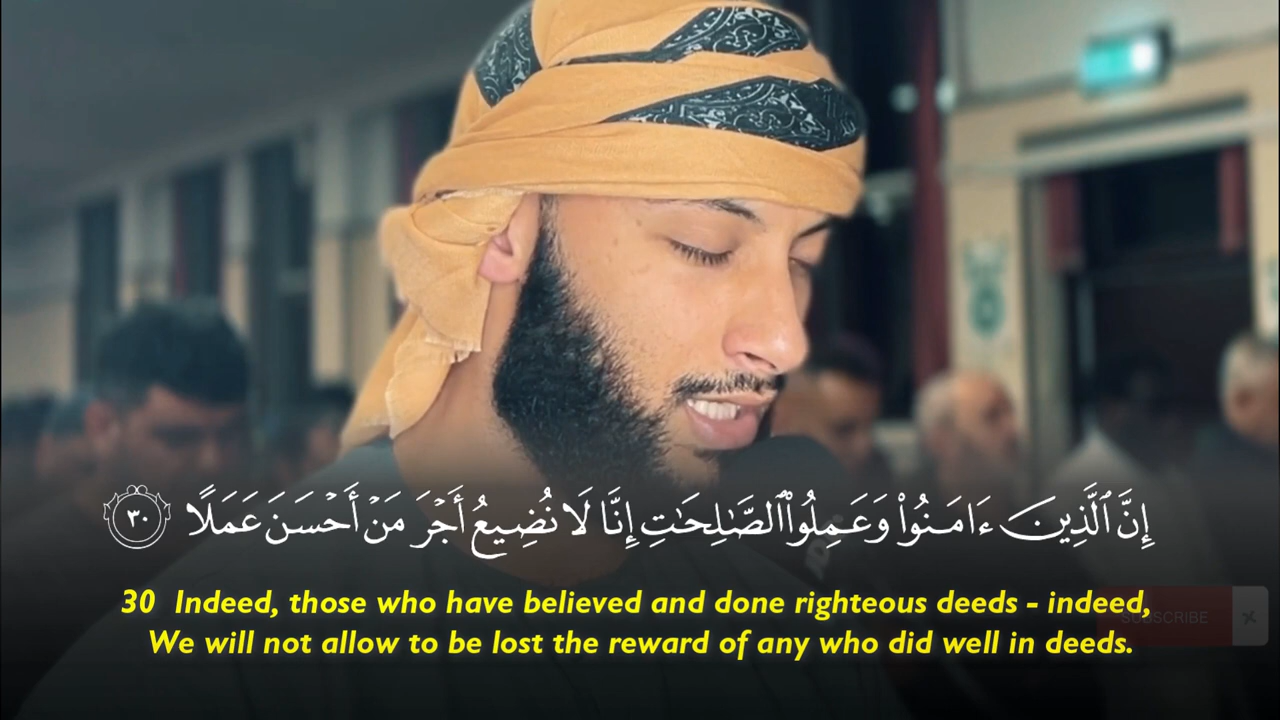 إِنَّ ٱلَّذِينَ ءَامَنُوا۟ وَعَمِلُوا۟ ٱلصَّـٰلِحَـٰتِ إِنَّا لَا نُضِيعُ أَجْرَ مَنْ أَحْسَنَ عَمَلًا ٣٠
30 Indeed, those who have believed and done righteous deeds - indeed,
We will not allow to be lost the reward of any who did well in deeds.
SUBSCRIBE